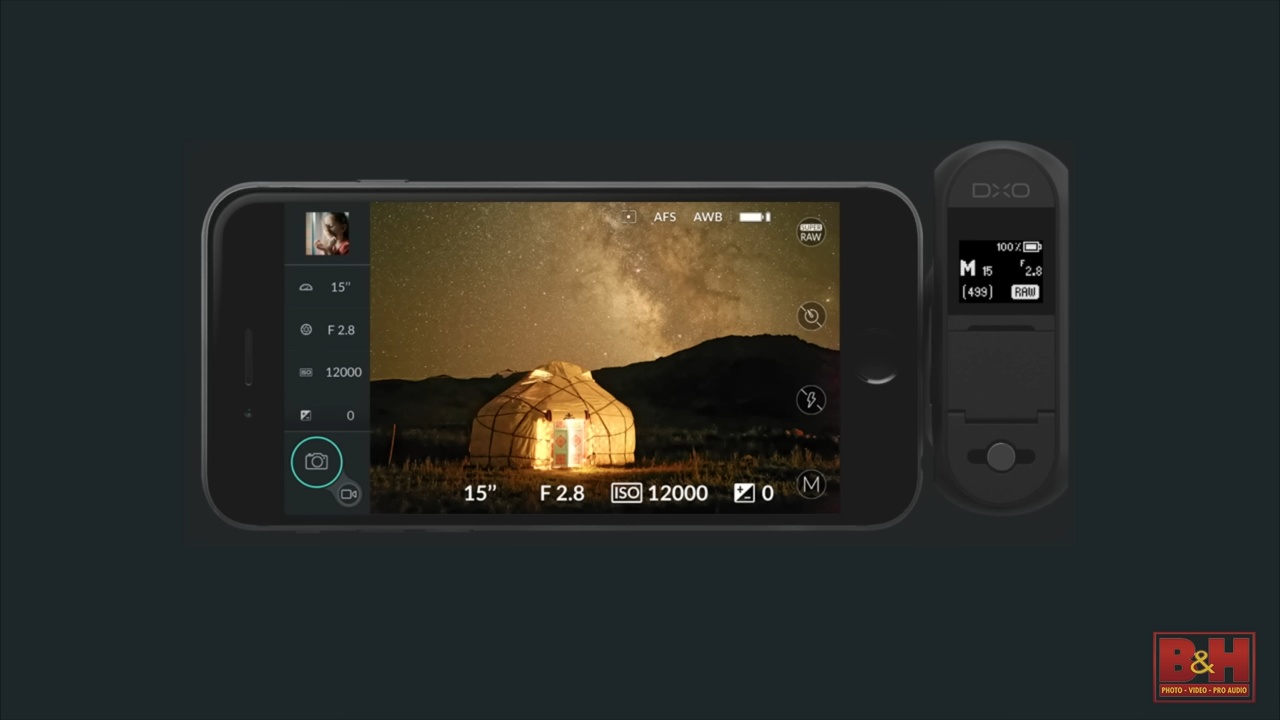 AFS AWB
SUPER
RAW
15"
F 2.8
ISO 12000
0
15’’ F 2.8 ISO 12000 0
M
DXO
100%
M 15 F 2.8
(499) RAW
B&H
PHOTO - VIDEO - PRO AUDIO